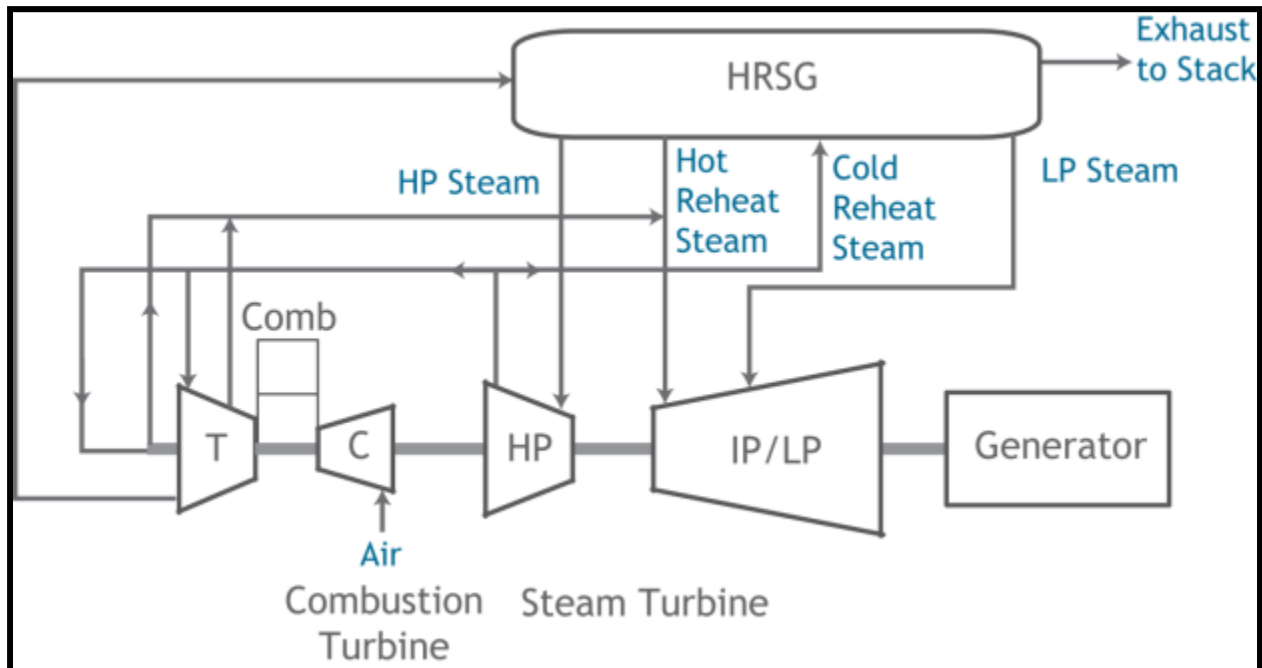 Exhaust
to Stack
HRSG
HP Steam
Hot
Reheat
Steam
Cold
Reheat
Steam
LP Steam
Comb
T
C
HP
IP/LP
Generator
Air
Combustion
Turbine
Steam Turbine